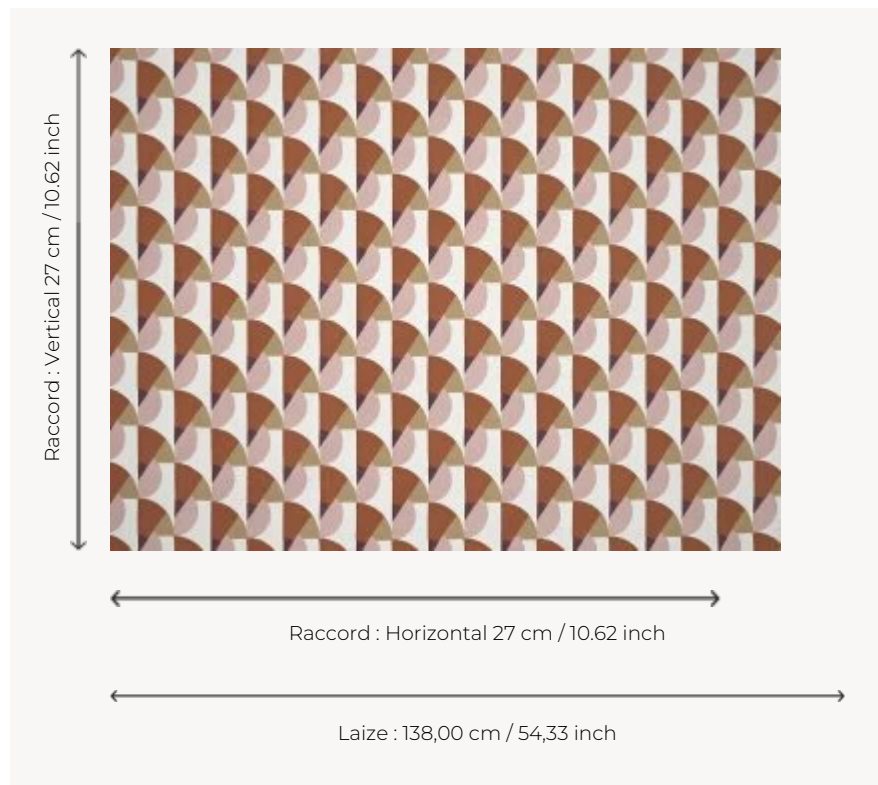 Raccord : Vertical 27 cm / 10.62 inch
Raccord : Horizontal 27 cm / 10.62 inch
Laize : 138,00 cm / 54,33 inch